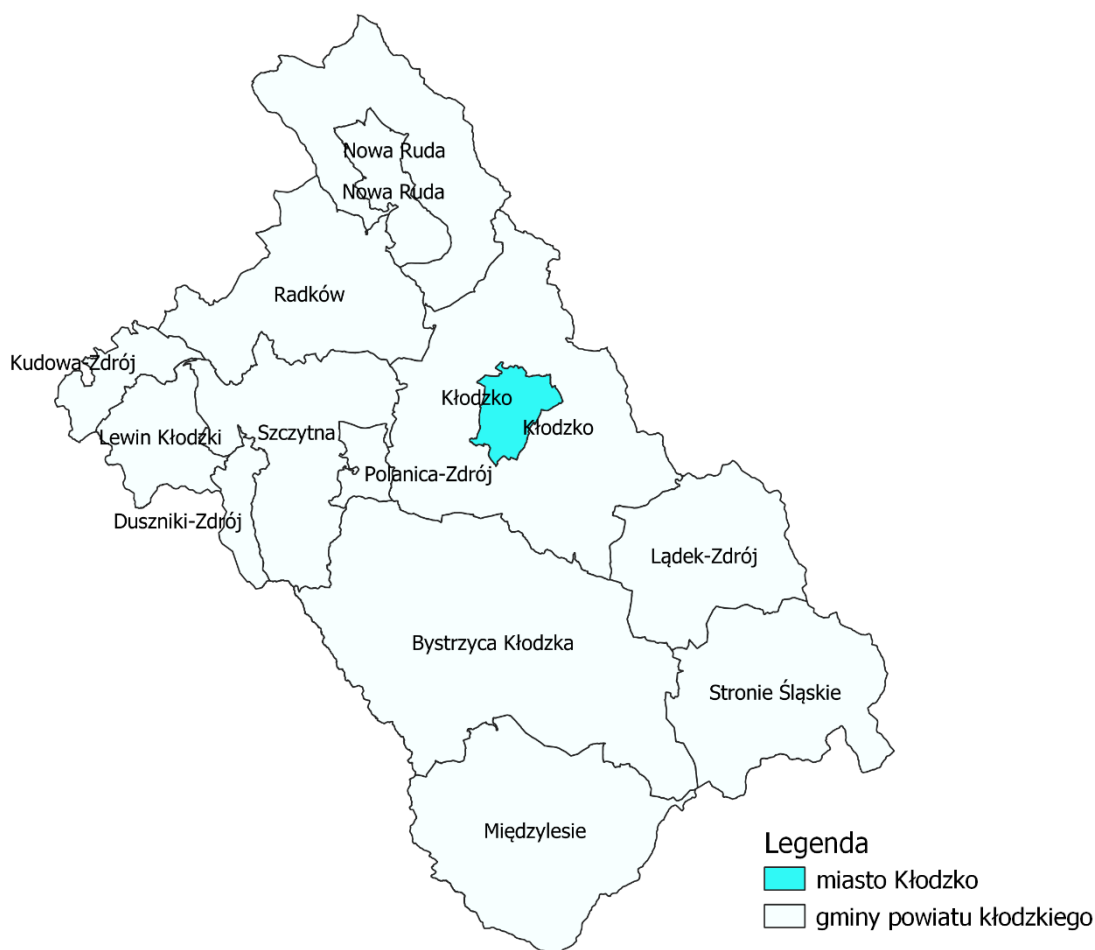 Nowa Ruda
Nowa Ruda
Radków
Kudowa-Zdrój
Kłodzko
Kłodzko
Lewin Kłodzki
Szczytna
Polanica-Zdrój
Duszniki-Zdrój
Lądek-Zdrój
Bystrzyca Kłodzka
Stronie Śląskie
Międzylesie
Legenda
miasto Kłodzko
gminy powiatu kłodzkiego